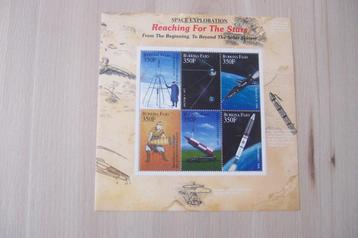 SPACE EXPLORATION
Reaching For The Stars
From The Beginning, To Beyond The Solar System
BURKINA FASO
350F
BURKINA FASO
350F
BURKINA FASO
350F
BURKINA FASO
350F
BURKINA FASO
350F
BURKINA FASO
350F